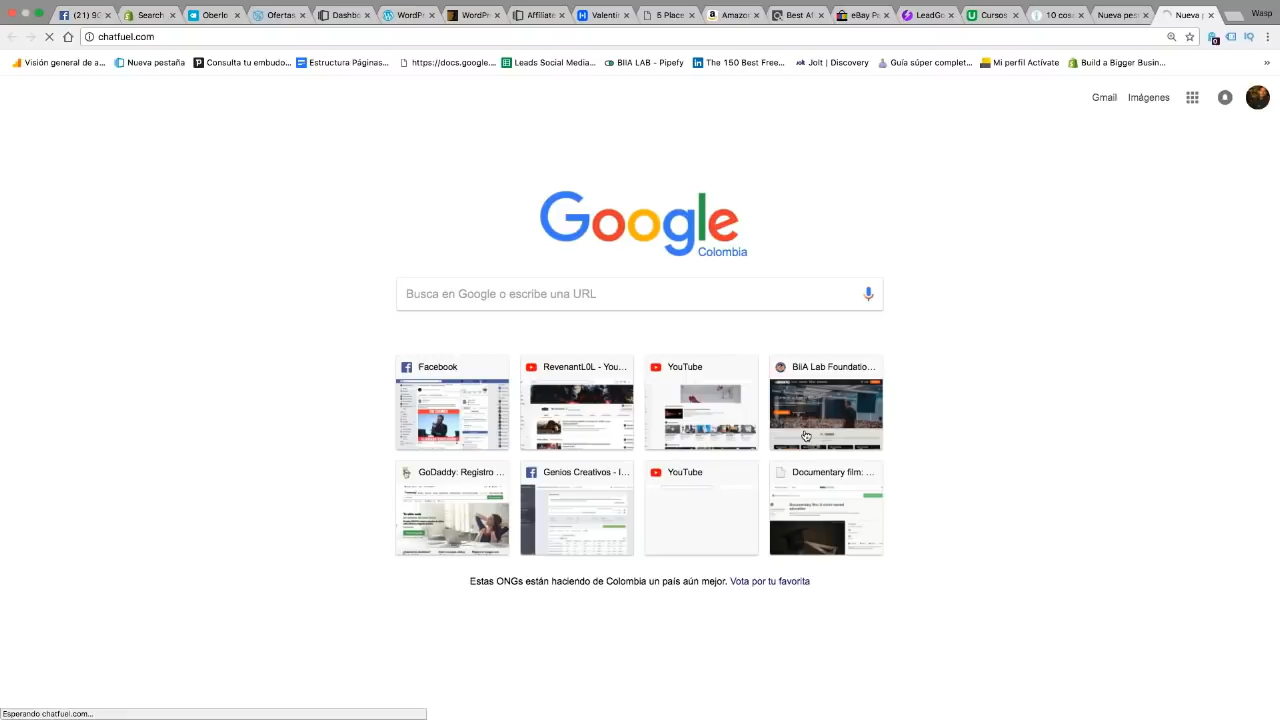 (21) 90
Search
Oberlo
Ofertas
Dashbo
WordPr
WordPr
Affiliate
Valentin
5 Place
Amazo
Best Af
eBay Pa
LeadGo
Cursos
10 cos
Nueva pes
Nueva p
Wasp
chatfuel.com
Visión general de a...
Nueva pestaña
Consulta tu embudo...
Estructura Páginas...
https://docs.google....
Leads Social Media...
BIIA LAB - Pipefy
The 150 Best Free...
Jolt | Discovery
Guía súper complet...
Mi perfil Actívate
Build a Bigger Busin...
»
Gmail Imágenes
Google
Colombia
Busca en Google o escribe una URL
Facebook
RevenantL0L - You...
YouTube
BiiA Lab Foundatio...
GoDaddy: Registro ...
Genios Creativos - I...
YouTube
Documentary film: ...
Estas ONGs están haciendo de Colombia un país aún mejor. Vota por tu favorita
Esperando chatfuel.com...